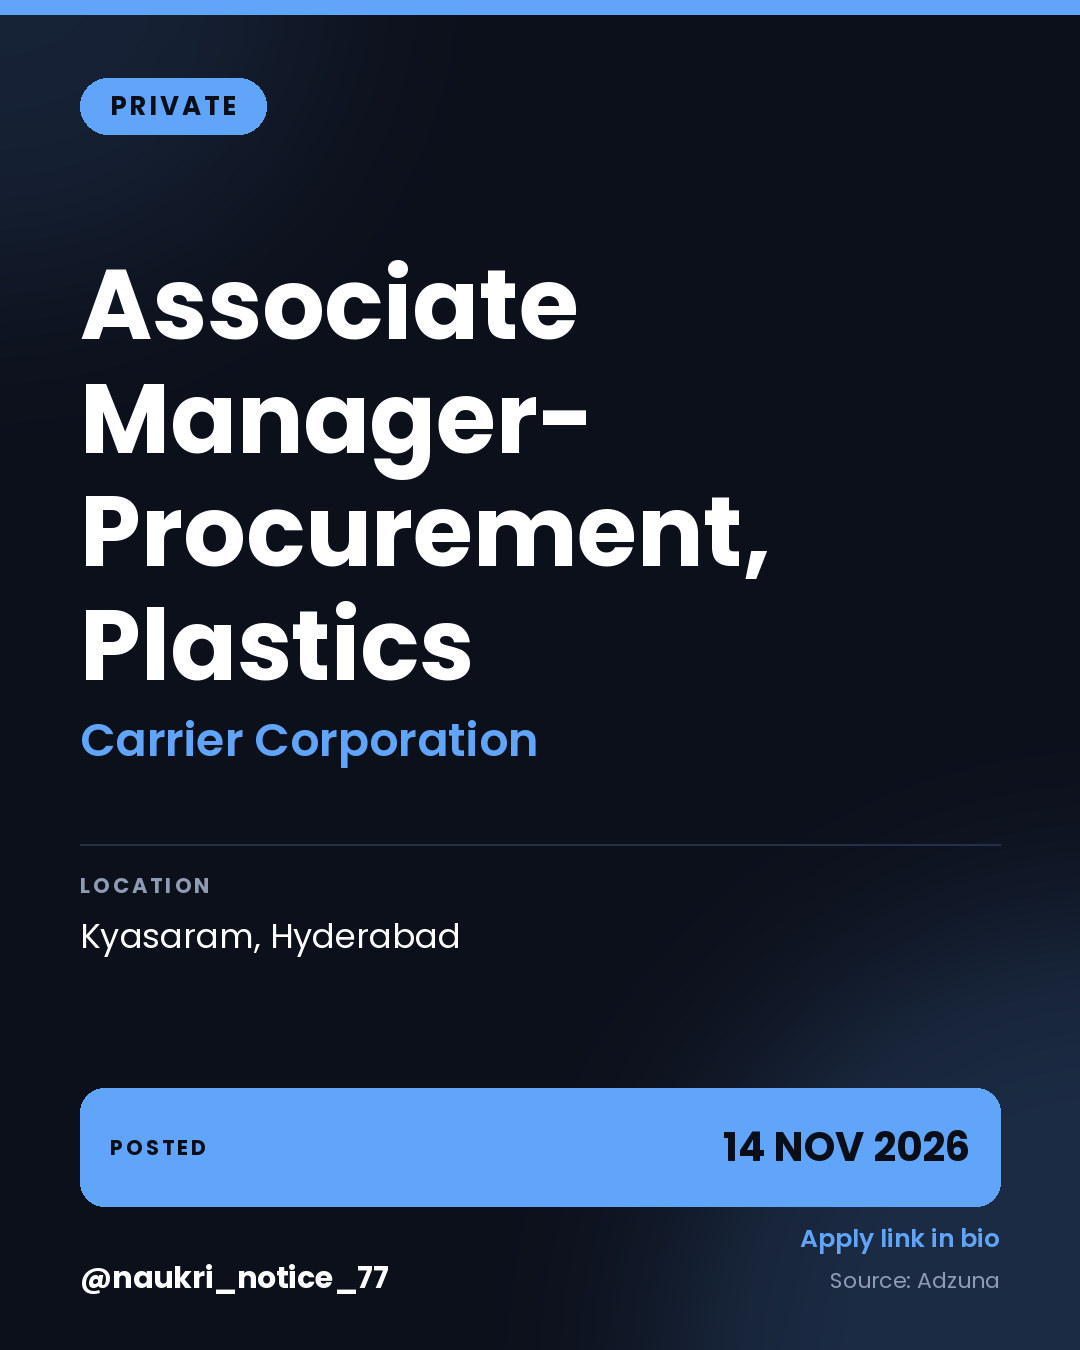 PRIVATE
Associate
Manager-
Procurement,
Plastics
Carrier Corporation
LOCATION
Kyasaram, Hyderabad
POSTED
14 NOV 2026
Apply link in bio
@naukri_notice_77
Source: Adzuna